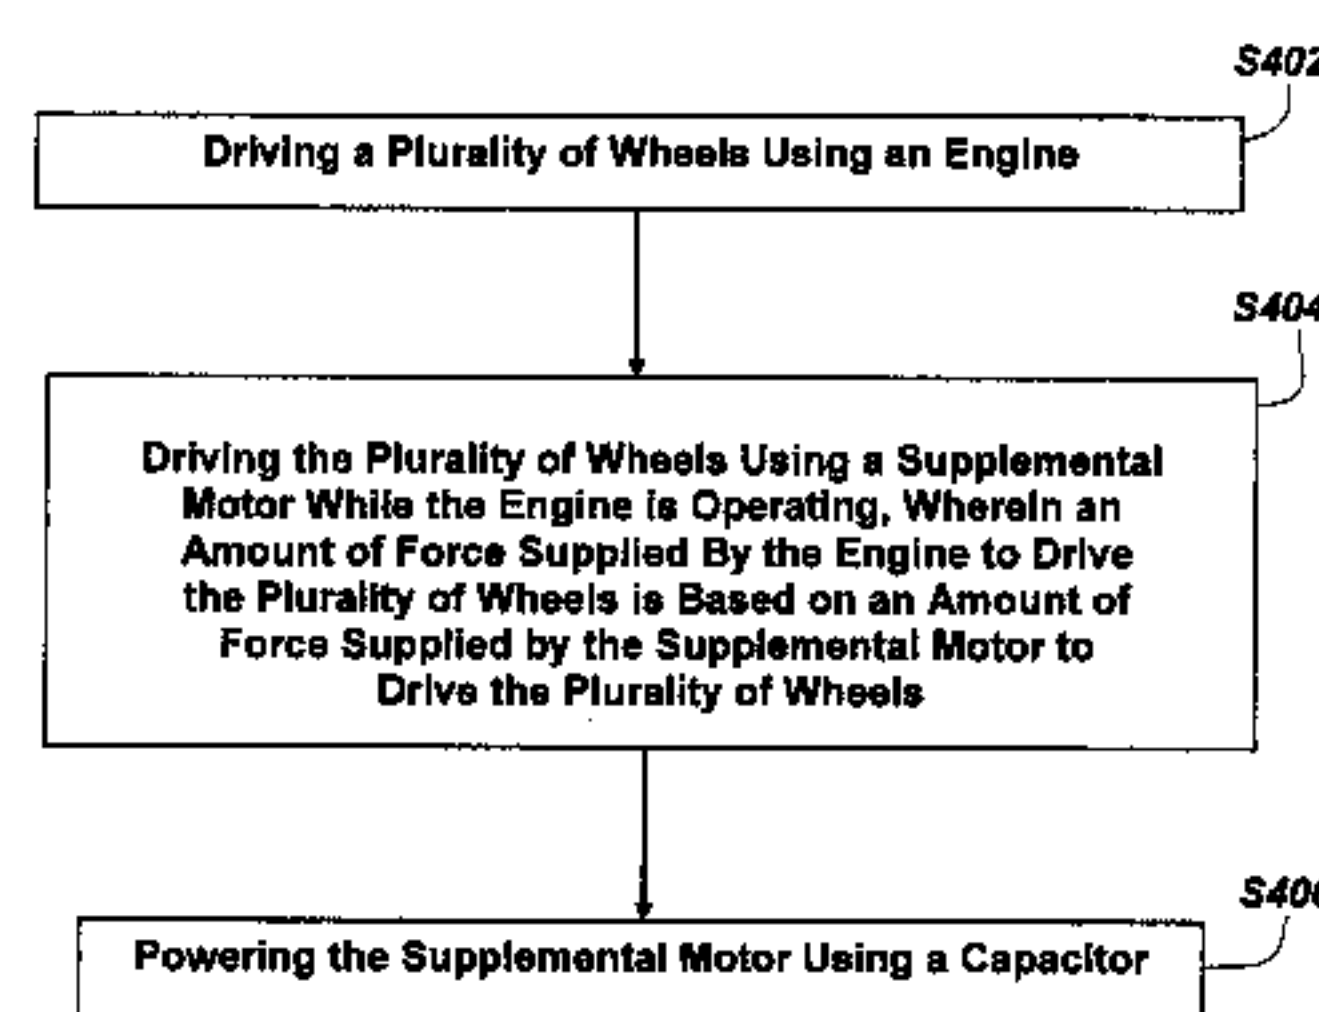 S402
Driving a Plurality of Wheels Using an Engine
S404
Driving the Plurality of Wheels Using a Supplemental
Motor While the Engine is Operating, Wherein an
Amount of Force Supplied By the Engine to Drive
the Plurality of Wheels is Based on an Amount of
Force Supplied by the Supplemental Motor to
Drive the Plurality of Wheels
Powering the Supplemental Motor Using a Capacitor